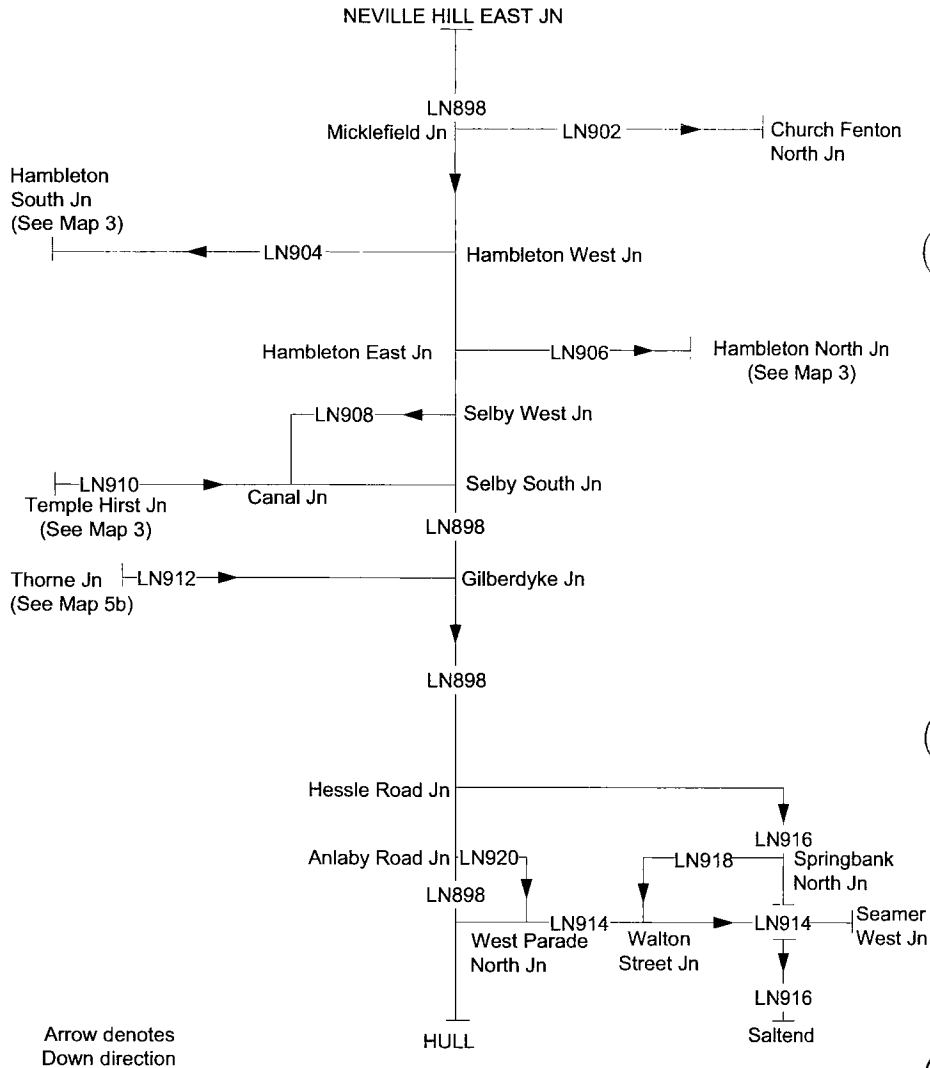 NEVILLE HILL EAST JN
LN898
Micklefield Jn
LN902
Church Fenton
North Jn
Hambleton
South Jn
(See Map 3)
LN904
Hambleton West Jn
Hambleton East Jn
LN906
Hambleton North Jn
(See Map 3)
LN908
Selby West Jn
LN910
Temple Hirst Jn
(See Map 3)
Canal Jn
Selby South Jn
LN898
Thorne Jn
(See Map 5b)
LN912
Gilberdyke Jn
LN898
Hessle Road Jn
LN916
Anlaby Road Jn
LN920
LN918
Springbank
North Jn
LN898
West Parade
North Jn
LN914
Walton
Street Jn
LN914
Seamer
West Jn
LN916
Saltend
HULL
Arrow denotes
Down direction